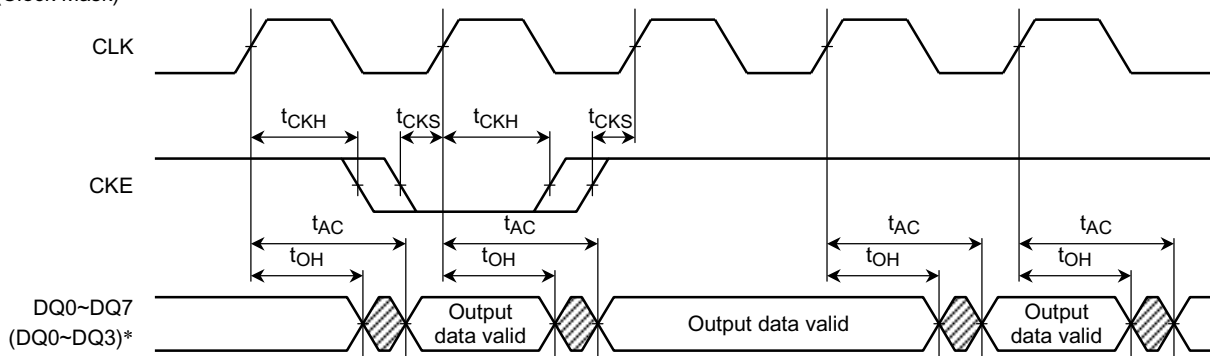 (Clock Mask)
CLK
tCKH tCKS tCKH tCKS
CKE
tAC tAC tAC tAC
tOH tOH tOH tOH
DQ0~DQ7
(DQ0~DQ3)*
Output
data valid
Output data valid
Output
data valid